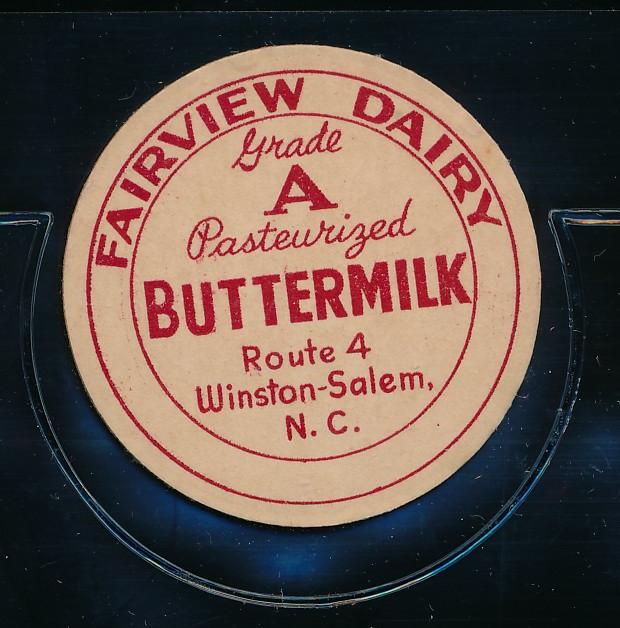 FAIRVIEW DAIRY
Grade
A
Pasteurized
BUTTERMILK
Route 4
Winston-Salem,
N. C.